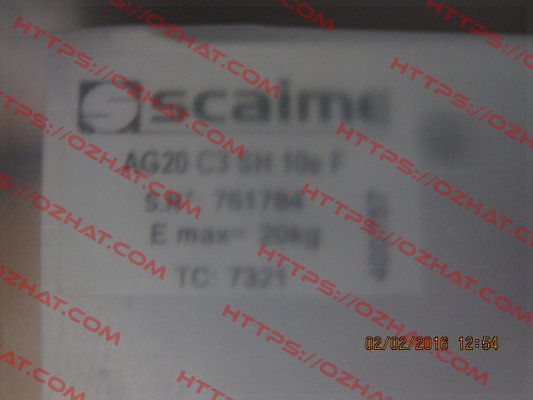 scaime
AG20 C3 SH 10e F
S.N°. 761784
E max= 20kg
TC: 7321
02/02/2016 12:54
HTTPS://OZHAT.COM